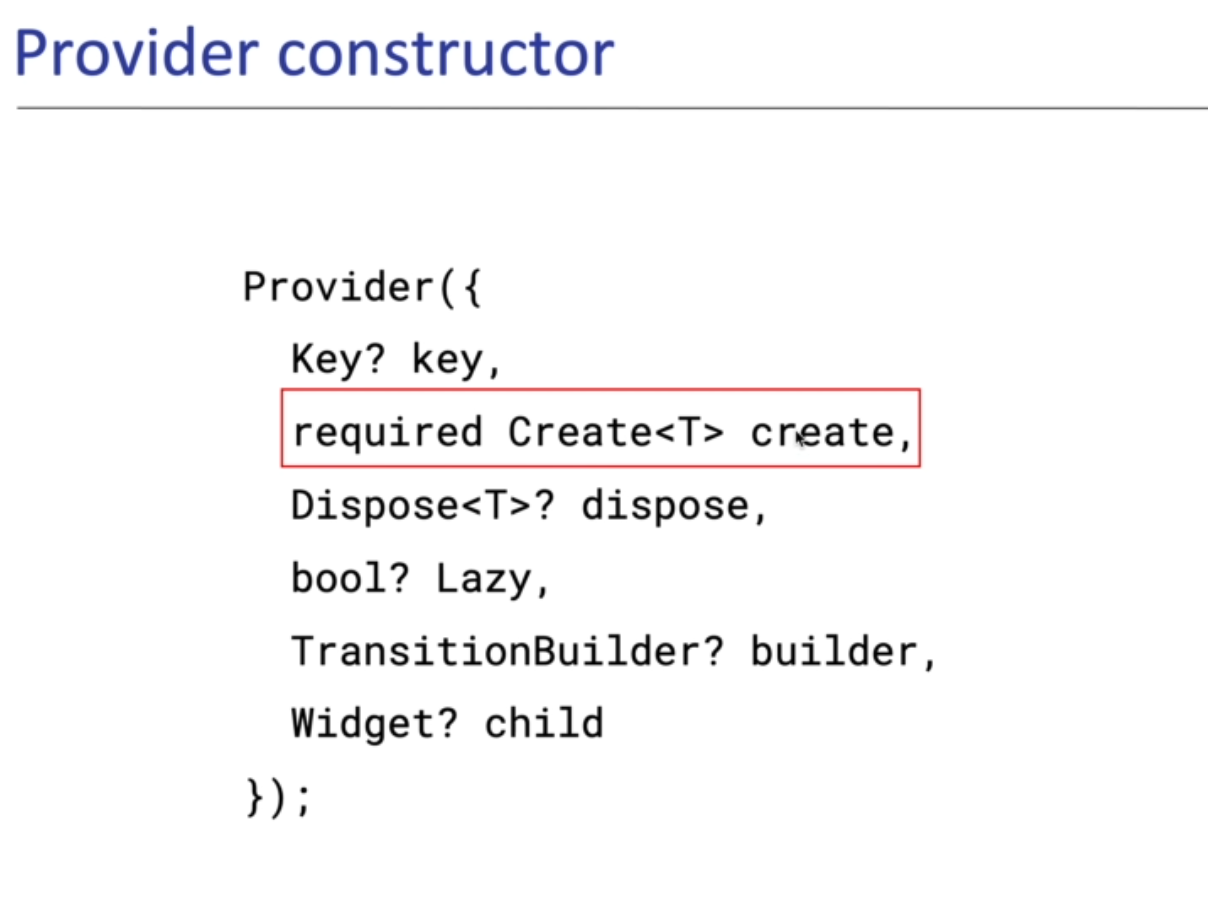 Provider constructor
Provider({
Key? key,
required Create<T> create,
Dispose<T>? dispose,
bool? Lazy,
TransitionBuilder? builder,
Widget? child
});